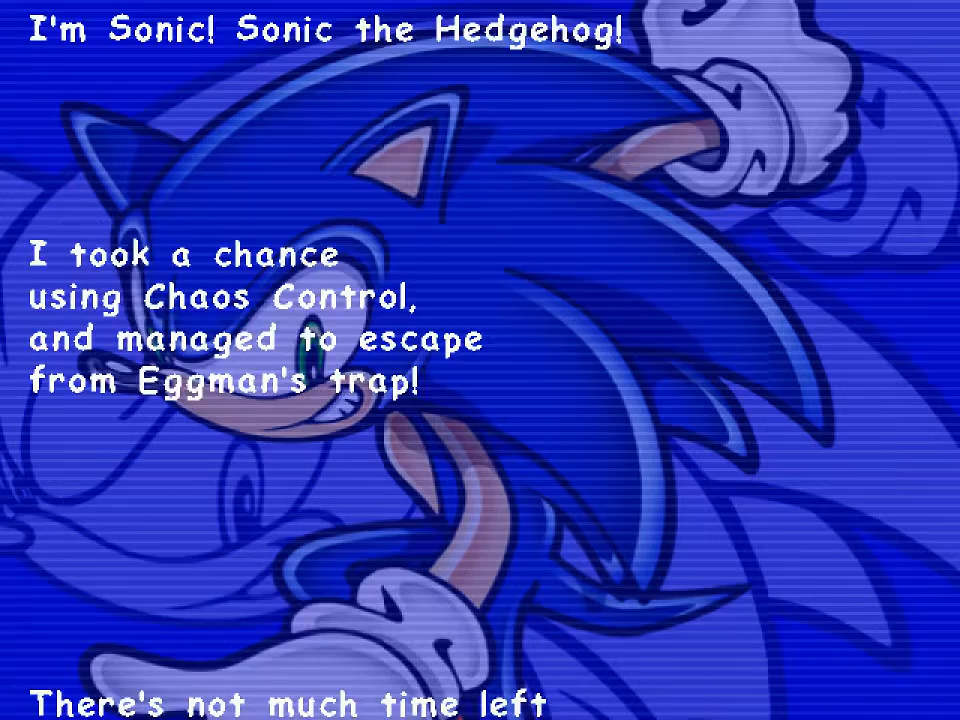 I'm Sonic! Sonic the Hedgehog!
I took a chance
using Chaos Control,
and managed to escape
from Eggman's trap!
There's not much time left